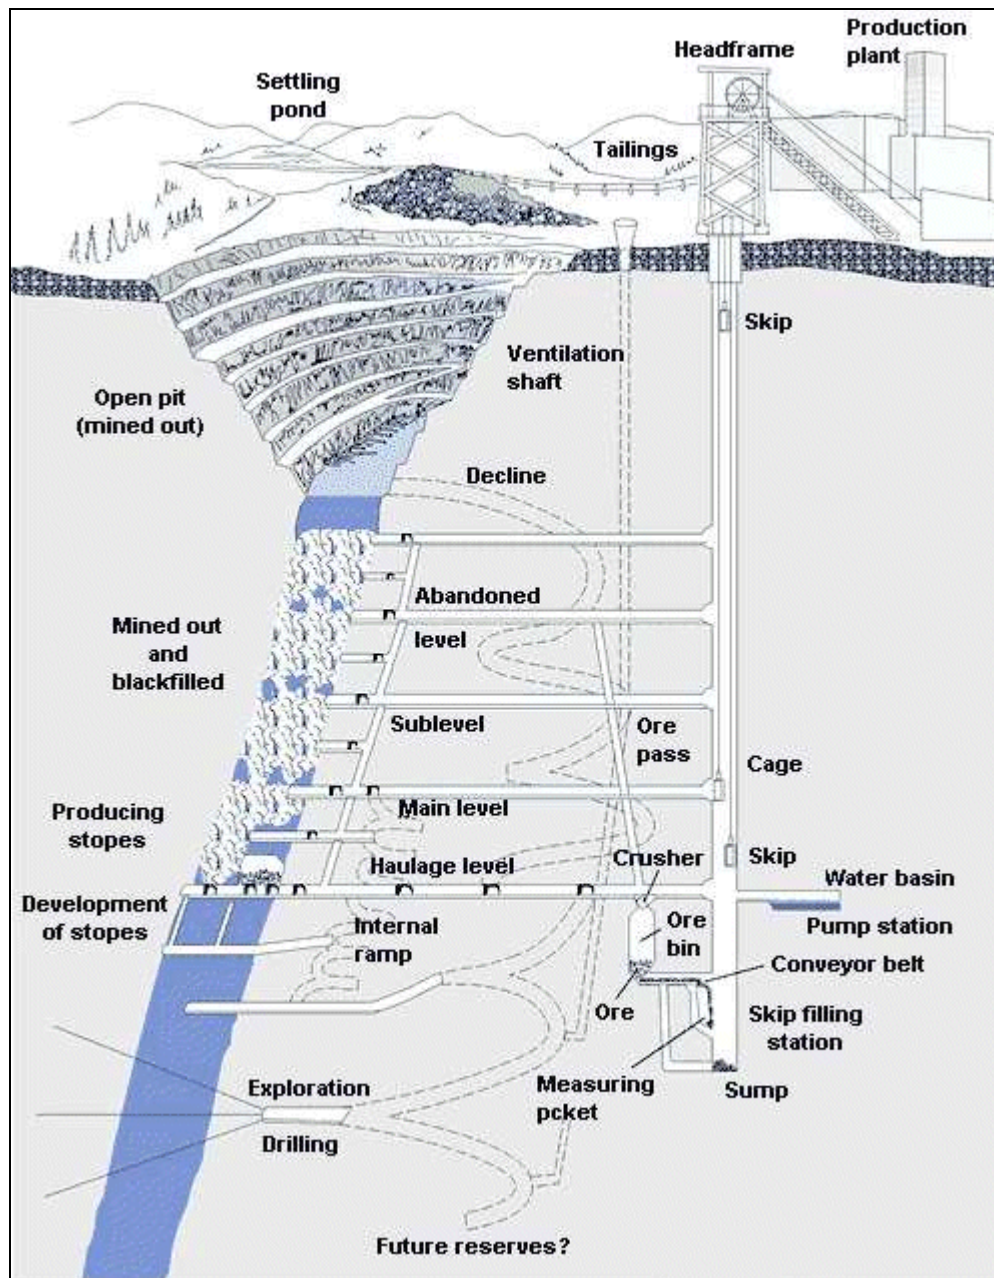 Production
plant
Headframe
Settling
pond
Tailings
Skip
Ventilation
shaft
Open pit
(mined out)
Decline
Abandoned
level
Mined out
and
blackfilled
Sublevel
Ore
pass
Cage
Main level
Producing
stopes
Haulage level
Crusher
Skip
Water basin
Development
of stopes
Internal
ramp
Ore
bin
Pump station
Conveyor belt
Ore
Skip filling
station
Measuring
pcket
Sump
Exploration
Drilling
Future reserves?